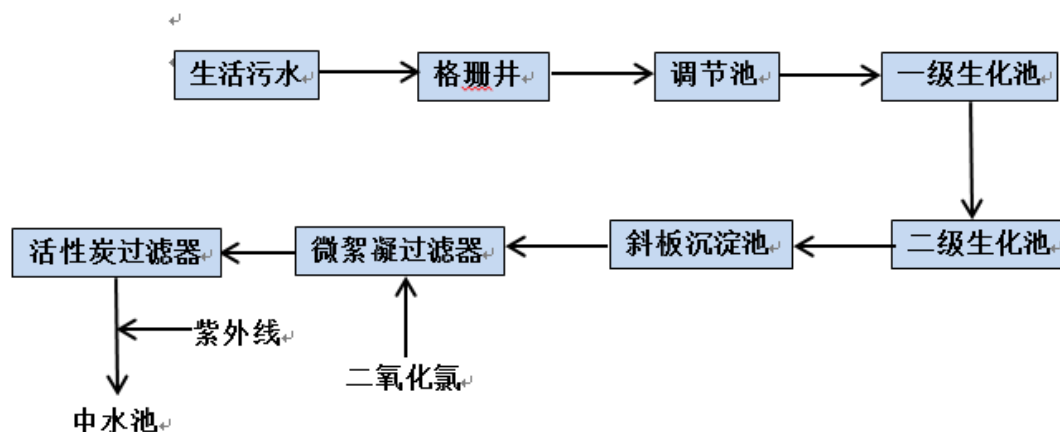 生活污水
格珊井
调节池
一级生化池
活性炭过滤器
微絮凝过滤器
斜板沉淀池
二级生化池
紫外线
二氧化氯
中水池